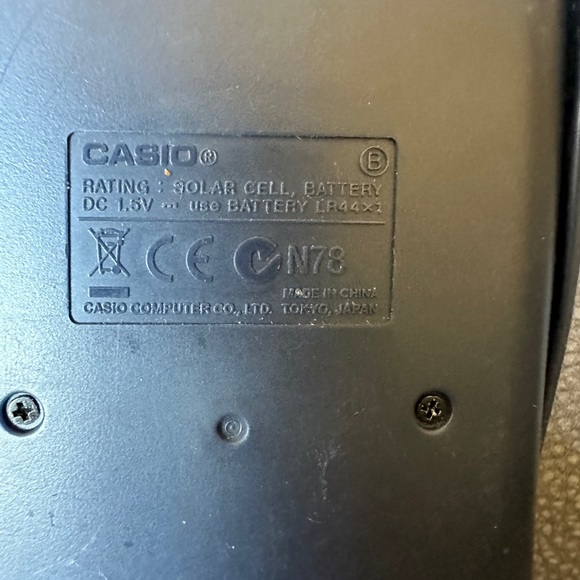 CASIO® B
RATING : SOLAR CELL, BATTERY
DC 1.5V ⎓ USE BATTERY LR44×1
CE N78
MADE IN CHINA
CASIO COMPUTER CO., LTD. TOKYO, JAPAN